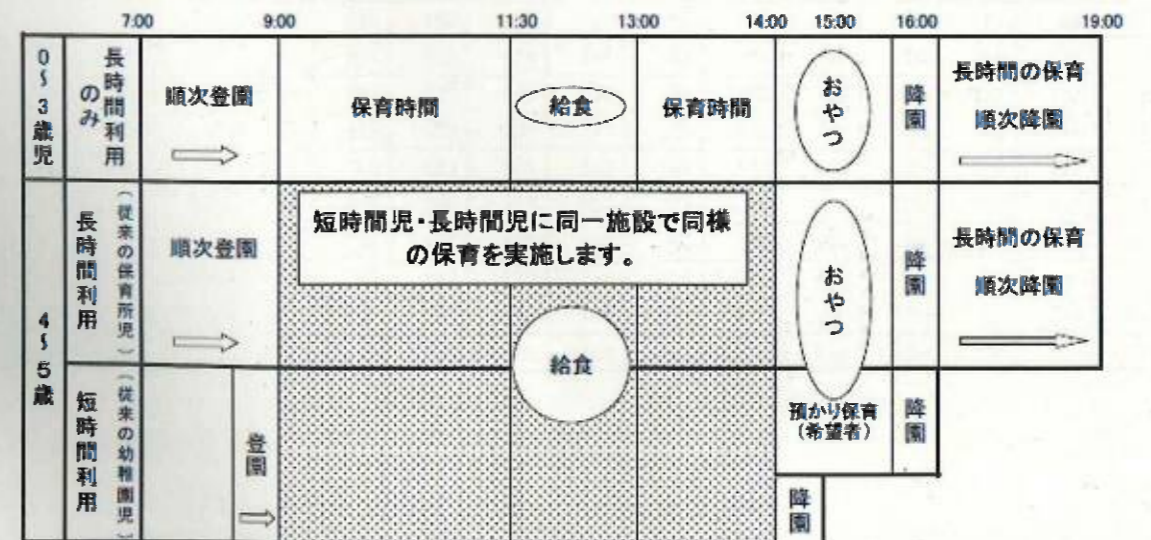 7:00 9:00 11:30 13:00 14:00 15:00 16:00 19:00
0～3歳児
長時間利用のみ
順次登園
保育時間
給食
保育時間
おやつ
降園
長時間の保育
順次降園
4～5歳
長時間利用
（従来の保育所児）
順次登園
短時間児・長時間児に同一施設で同様
の保育を実施します。
給食
おやつ
降園
長時間の保育
順次降園
短時間利用
（従来の幼稚園児）
登園
預かり保育
（希望者）
降園
降園